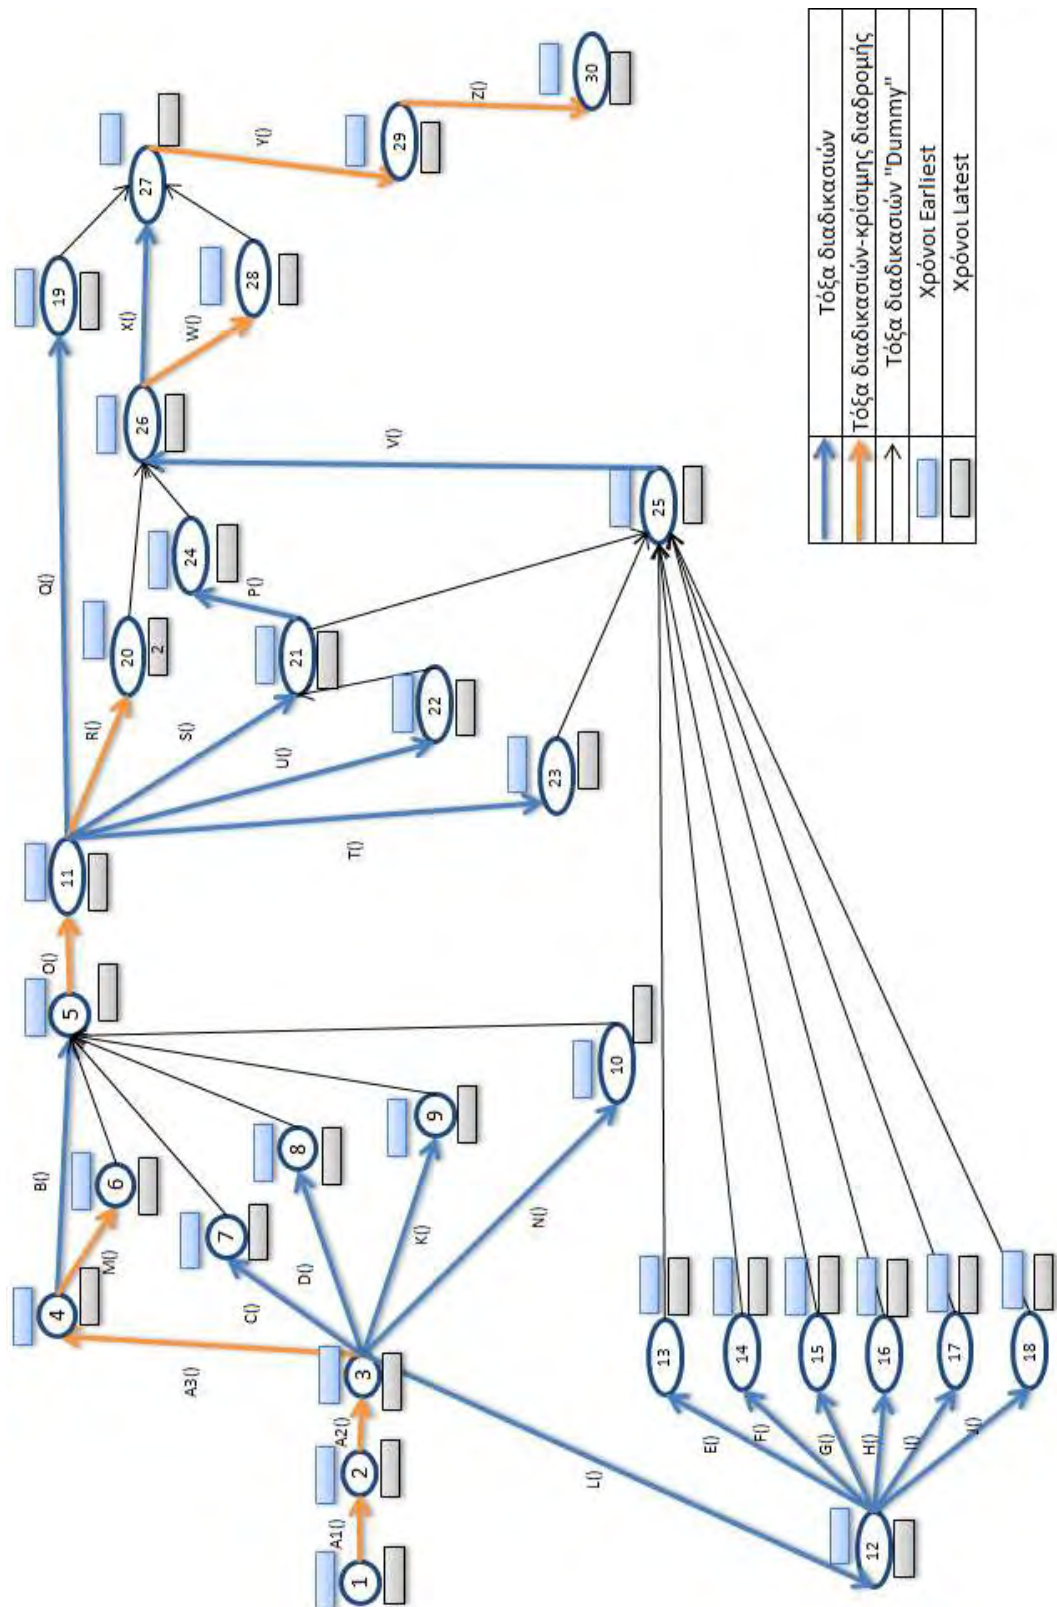 1
A1()
2
A2()
3
A3()
4
B()
M()
6
C()
7
D()
8
K()
9
N()
10
5
O()
11
L()
12
E()
F()
G()
H()
I()
J()
13
14
15
16
17
18
Q()
R()
S()
U()
T()
19
20
2
21
22
23
P()
24
25
V()
26
X()
W()
27
28
Y()
29
Z()
30
Τόξα διαδικασιών
Τόξα διαδικασιών-κρίσιμης διαδρομής
Τόξα διαδικασιών "Dummy"
Χρόνοι Earliest
Χρόνοι Latest